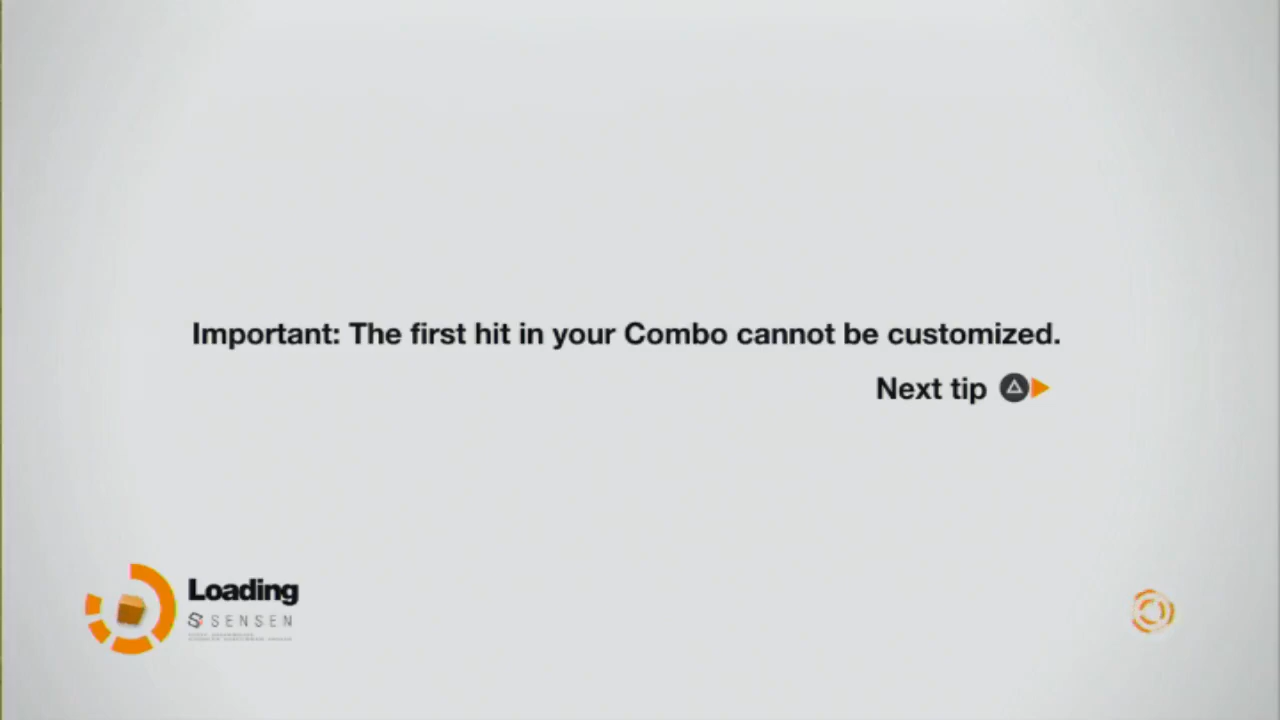 Important: The first hit in your Combo cannot be customized.
Next tip
Loading
SENSEN